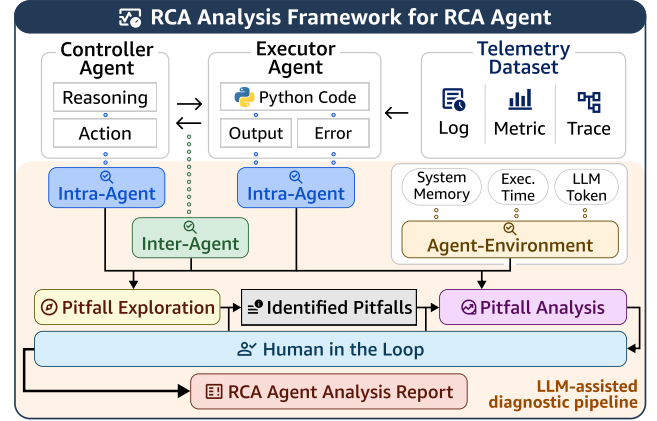 RCA Analysis Framework for RCA Agent
Controller
Agent
Reasoning
Action
Executor
Agent
Python Code
Output
Error
Telemetry
Dataset
Log
Metric
Trace
Intra-Agent
Intra-Agent
Inter-Agent
System
Memory
Exec.
Time
LLM
Token
Agent-Environment
Pitfall Exploration
Identified Pitfalls
Pitfall Analysis
Human in the Loop
RCA Agent Analysis Report
LLM-assisted
diagnostic pipeline